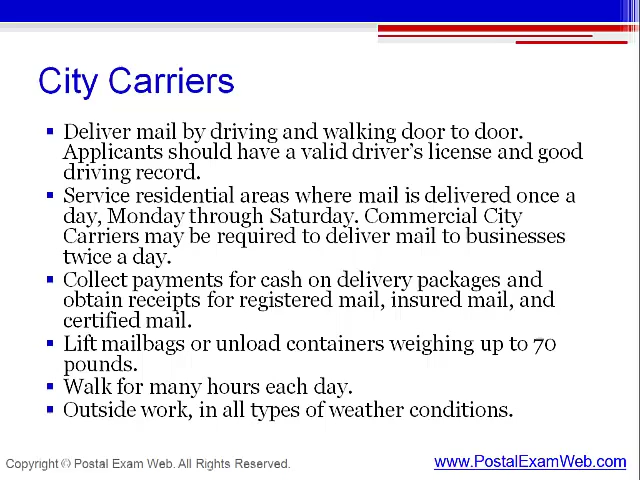 City Carriers
▪ Deliver mail by driving and walking door to door.
Applicants should have a valid driver's license and good
driving record.
▪ Service residential areas where mail is delivered once a
day, Monday through Saturday. Commercial City
Carriers may be required to deliver mail to businesses
twice a day.
▪ Collect payments for cash on delivery packages and
obtain receipts for registered mail, insured mail, and
certified mail.
▪ Lift mailbags or unload containers weighing up to 70
pounds.
▪ Walk for many hours each day.
▪ Outside work, in all types of weather conditions.
Copyright © Postal Exam Web. All Rights Reserved.
www.PostalExamWeb.com